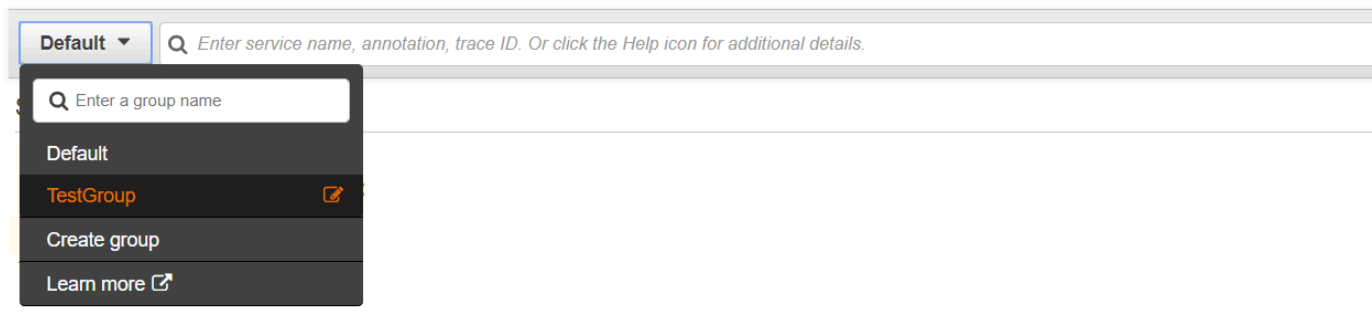 Default
Enter service name, annotation, trace ID. Or click the Help icon for additional details.
Enter a group name
Default
TestGroup
Create group
Learn more